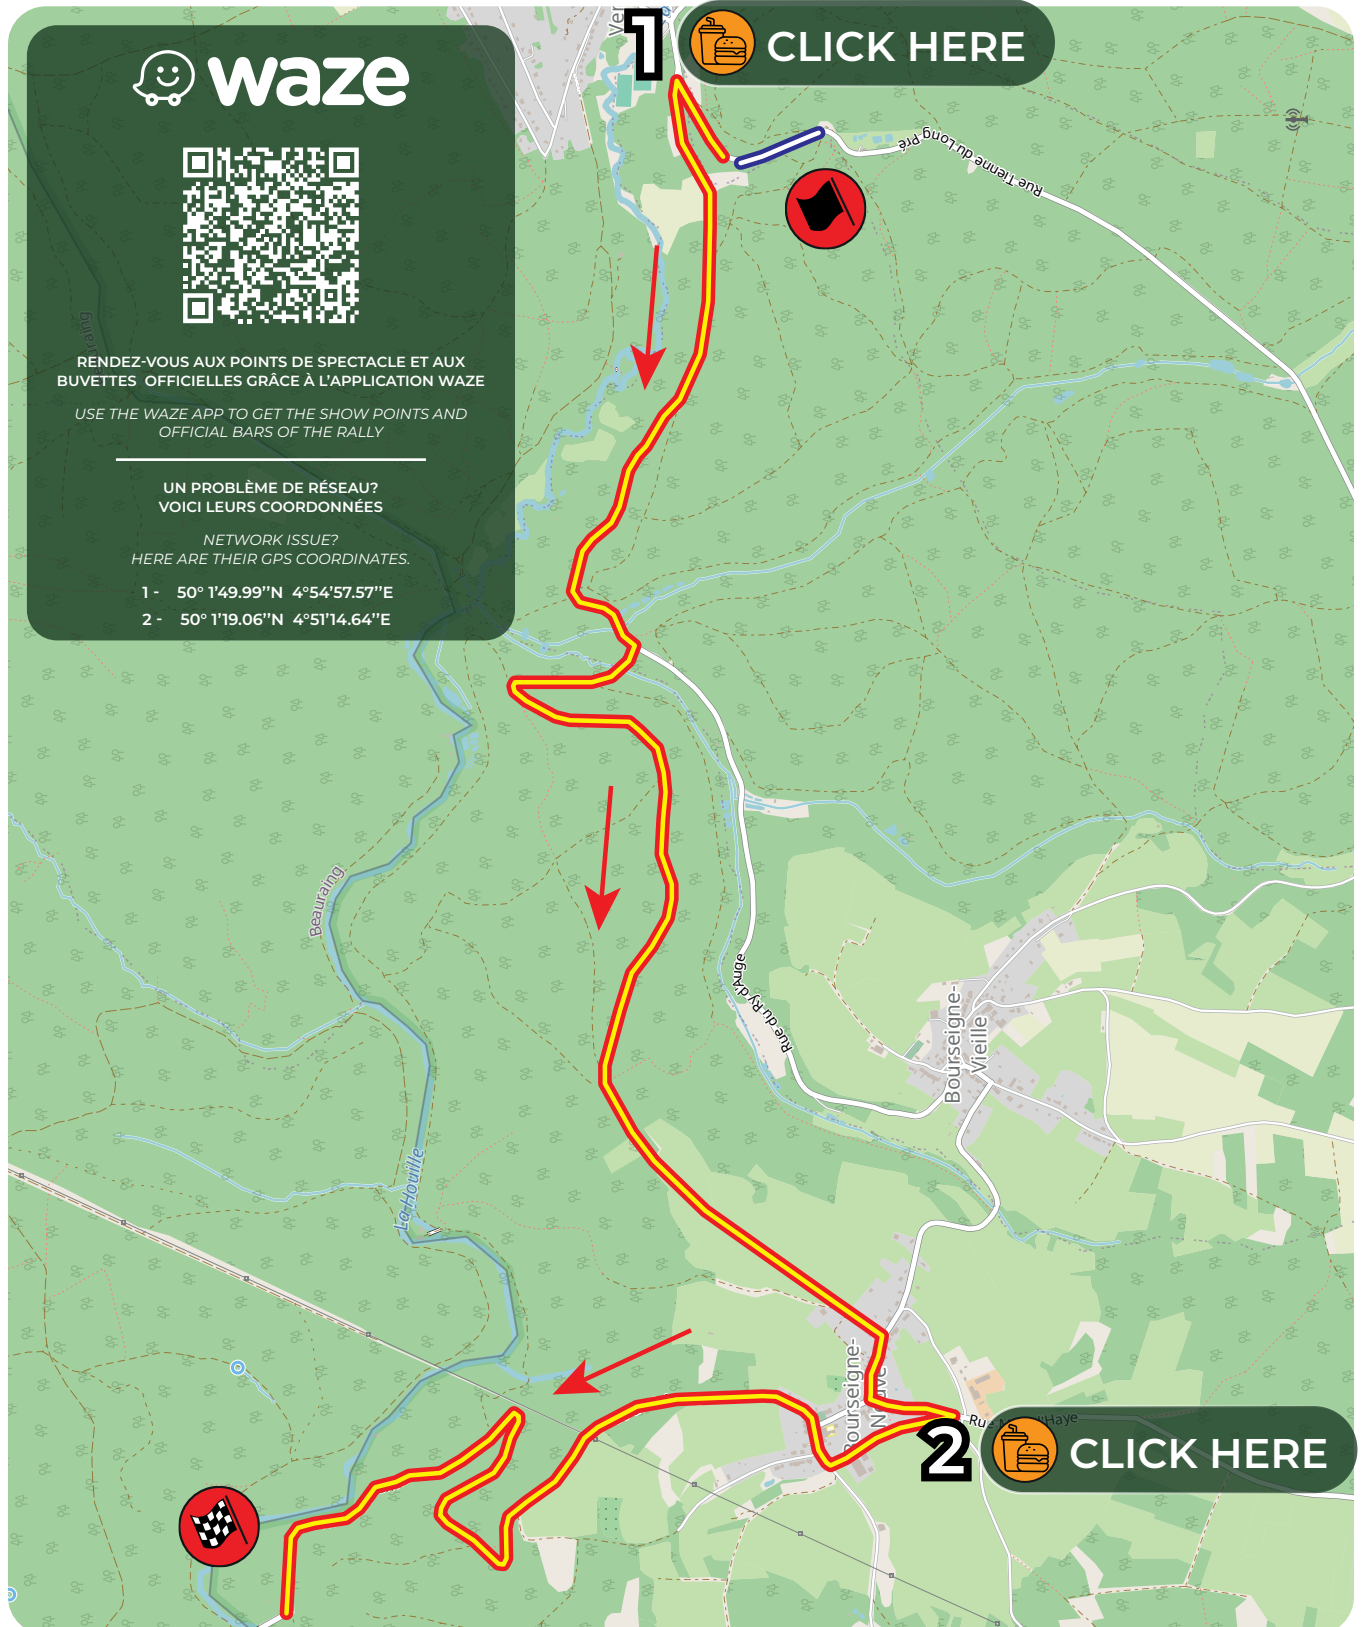 1
CLICK HERE
waze
RENDEZ-VOUS AUX POINTS DE SPECTACLE ET AUX
BUVETTES OFFICIELLES GRÂCE À L'APPLICATION WAZE
USE THE WAZE APP TO GET THE SHOW POINTS AND
OFFICIAL BARS OF THE RALLY
UN PROBLÈME DE RÉSEAU?
VOICI LEURS COORDONNÉES
NETWORK ISSUE?
HERE ARE THEIR GPS COORDINATES.
1 - 50° 1'49.99''N 4°54'57.57''E
2 - 50° 1'19.06''N 4°51'14.64''E
Rue Tienne du Long Pré
Beauraing
Rue du Ry d'Auge
Bourseigne-
Vieille
La Houille
Bourseigne-
Neuve
2
CLICK HERE